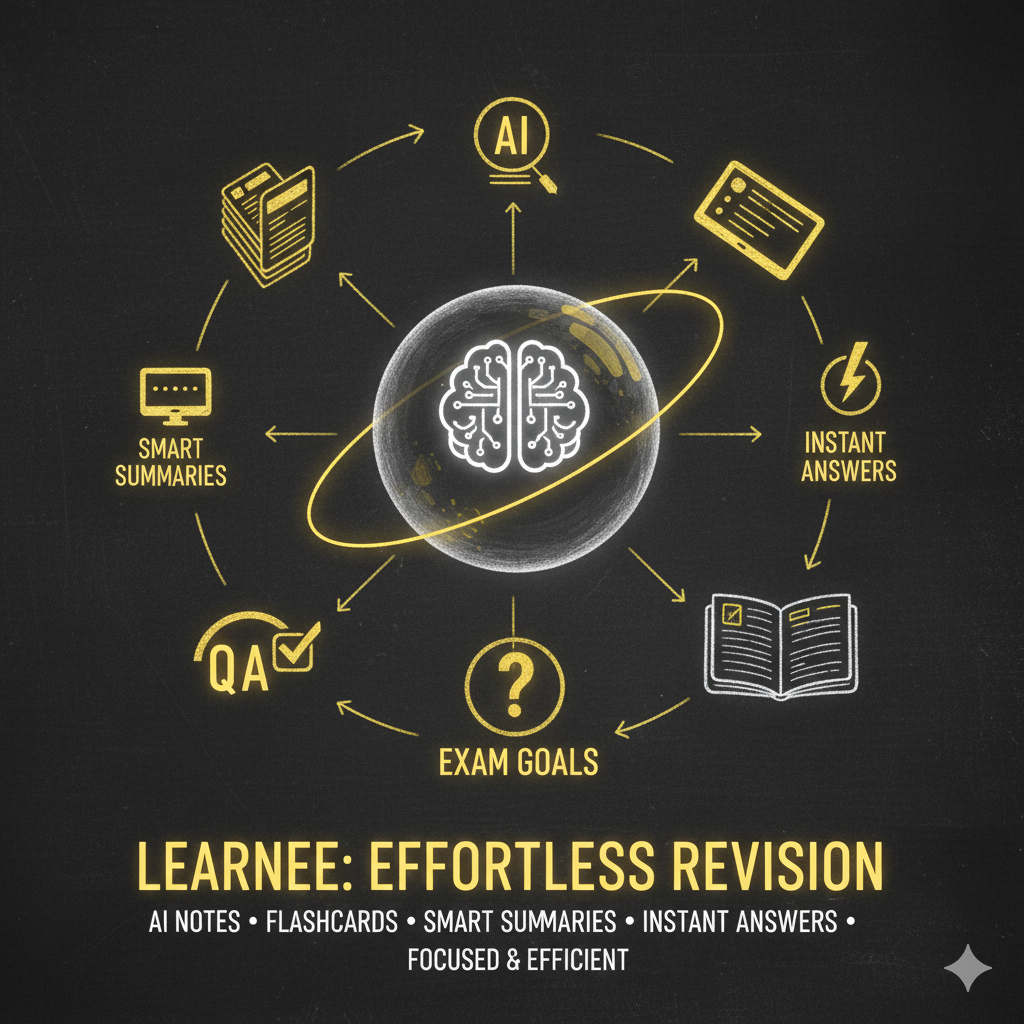 AI
SMART
SUMMARIES
INSTANT
ANSWERS
QA
?
EXAM GOALS
LEARNEE: EFFORTLESS REVISION
AI NOTES • FLASHCARDS • SMART SUMMARIES • INSTANT ANSWERS •
FOCUSED & EFFICIENT